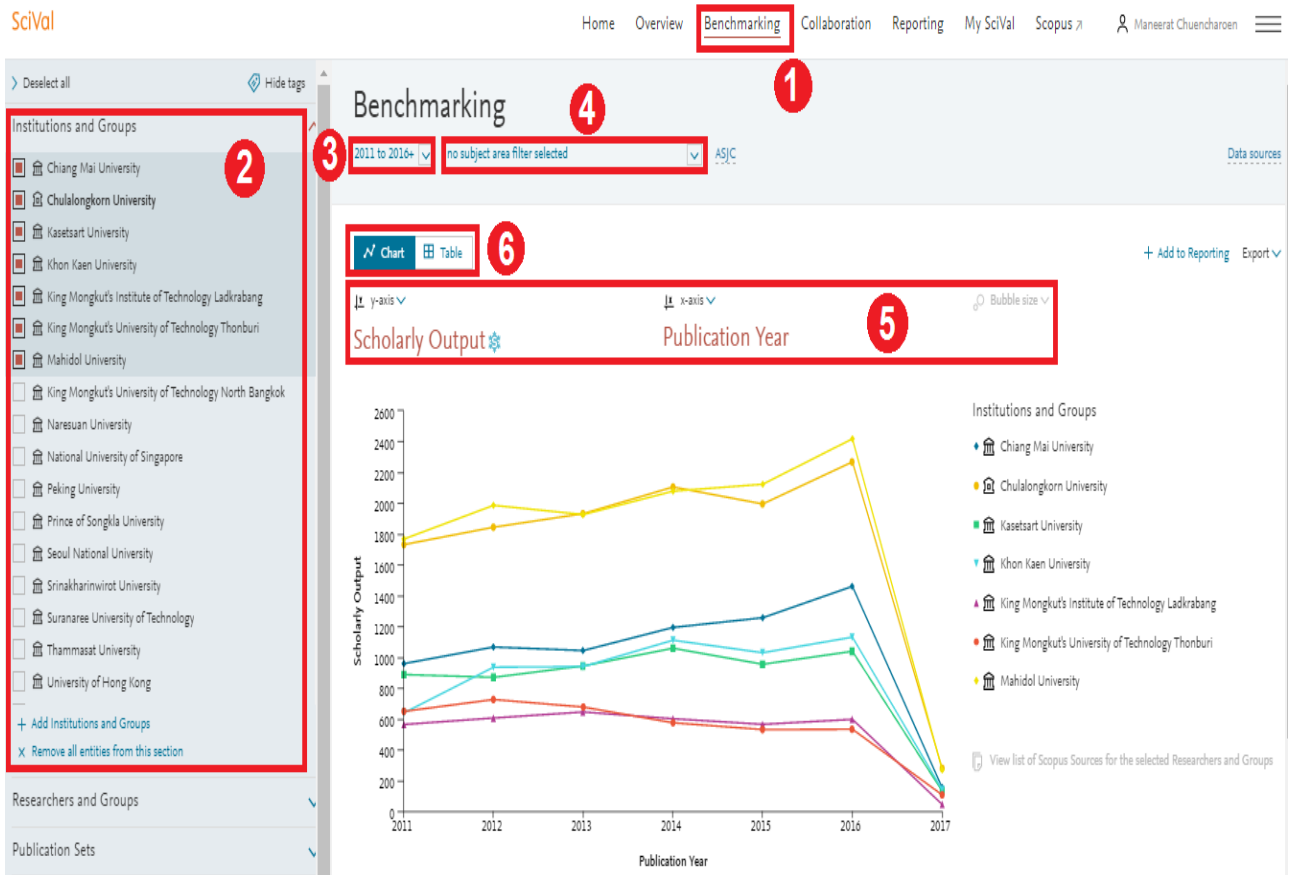 SciVal
Home Overview Benchmarking Collaboration Reporting My SciVal Scopus Maneerat Chuencharoen
1
Deselect all Hide tags
Institutions and Groups
2
Chiang Mai University
Chulalongkorn University
Kasetsart University
Khon Kaen University
King Mongkut's Institute of Technology Ladkrabang
King Mongkut's University of Technology Thonburi
Mahidol University
King Mongkut's University of Technology North Bangkok
Naresuan University
National University of Singapore
Peking University
Prince of Songkla University
Seoul National University
Srinakharinwirot University
Suranaree University of Technology
Thammasat University
University of Hong Kong
+ Add Institutions and Groups
x Remove all entities from this section
Researchers and Groups
Publication Sets
Benchmarking
4
3 2011 to 2016+ no subject area filter selected ASJC Data sources
Chart Table 6 + Add to Reporting Export
y-axis x-axis Bubble size
Scholarly Output Publication Year 5
Scholarly Output
2600
2400
2200
2000
1800
1600
1400
1200
1000
800
600
400
200
0
2011 2012 2013 2014 2015 2016 2017
Publication Year
Institutions and Groups
Chiang Mai University
Chulalongkorn University
Kasetsart University
Khon Kaen University
King Mongkut's Institute of Technology Ladkrabang
King Mongkut's University of Technology Thonburi
Mahidol University
View list of Scopus Sources for the selected Researchers and Groups